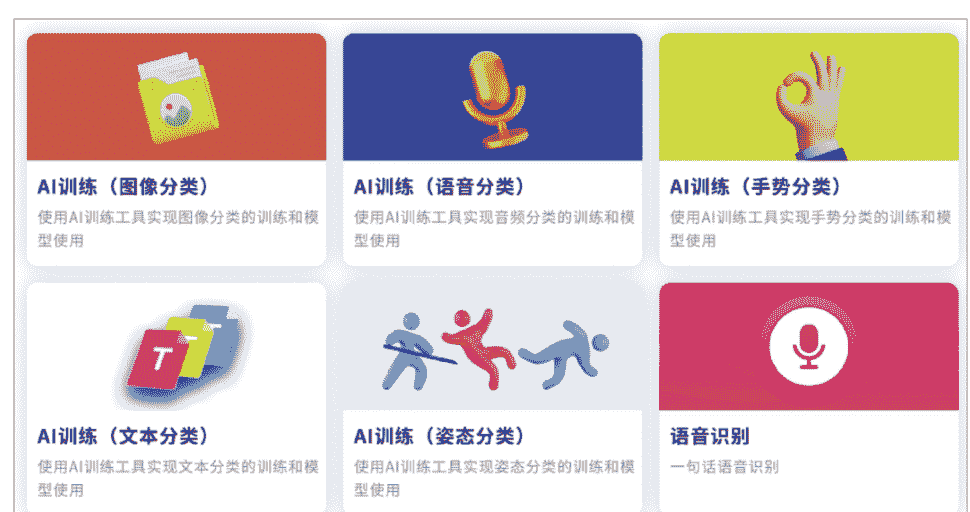 AI训练（图像分类）
使用AI训练工具实现图像分类的训练和模
型使用
AI训练（语音分类）
使用AI训练工具实现音频分类的训练和模
型使用
AI训练（手势分类）
使用AI训练工具实现手势分类的训练和模
型使用
T
T
T
AI训练（文本分类）
使用AI训练工具实现文本分类的训练和模
型使用
AI训练（姿态分类）
使用AI训练工具实现姿态分类的训练和模
型使用
语音识别
一句话语音识别